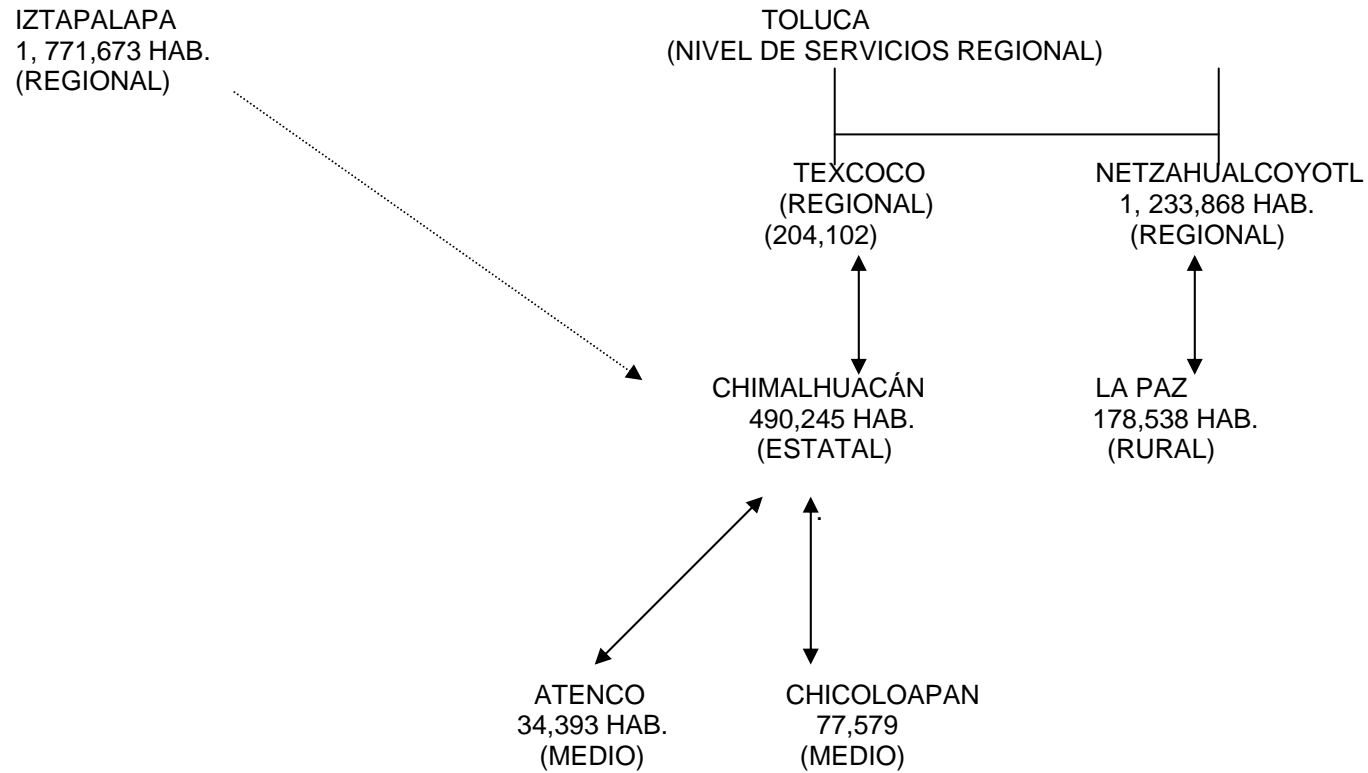 IZTAPALAPA
1, 771,673 HAB.
(REGIONAL)
TOLUCA
(NIVEL DE SERVICIOS REGIONAL)
TEXCOCO
(REGIONAL)
(204,102)
NETZAHUALCOYOTL
1, 233,868 HAB.
(REGIONAL)
CHIMALHUACÁN
490,245 HAB.
(ESTATAL)
LA PAZ
178,538 HAB.
(RURAL)
.
ATENCO
34,393 HAB.
(MEDIO)
CHICOLOAPAN
77,579
(MEDIO)